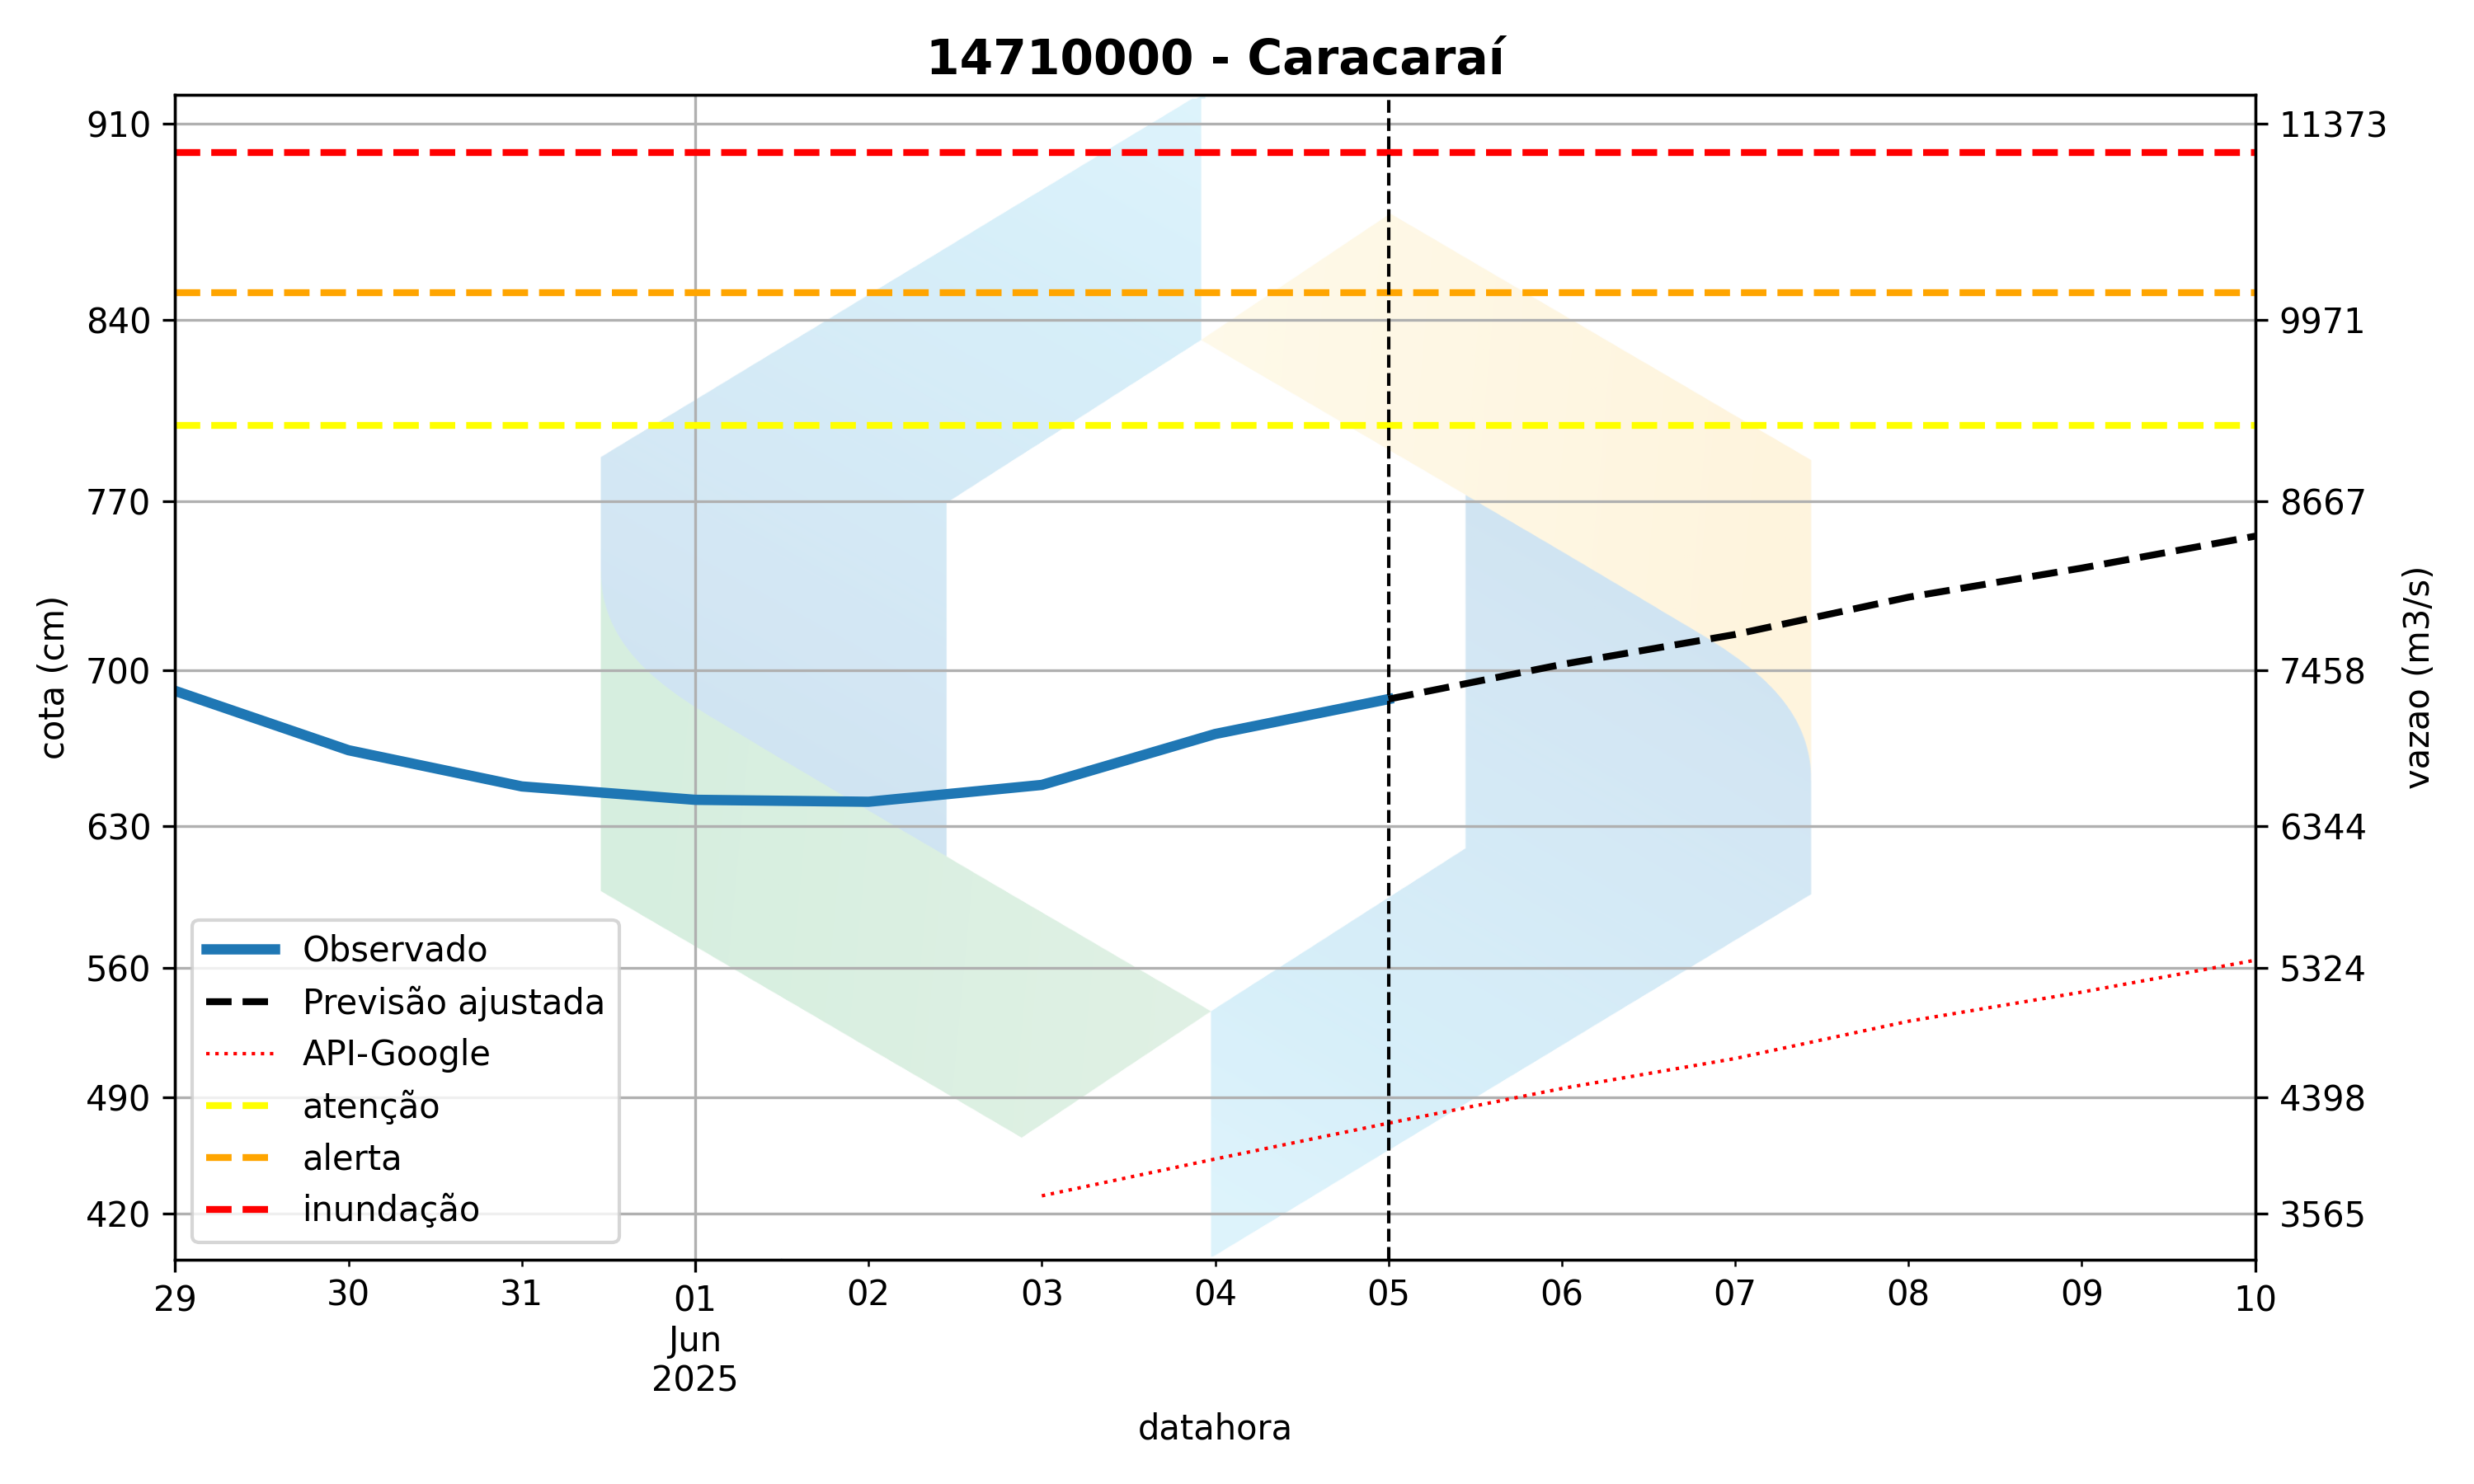 14710000 - Caracaraí
910
840
770
700
630
560
490
420
cota (cm)
11373
9971
8667
7458
6344
5324
4398
3565
vazao (m3/s)
Observado
Previsão ajustada
API-Google
atenção
alerta
inundação
29 30 31 01 02 03 04 05 06 07 08 09 10
Jun
2025
datahora